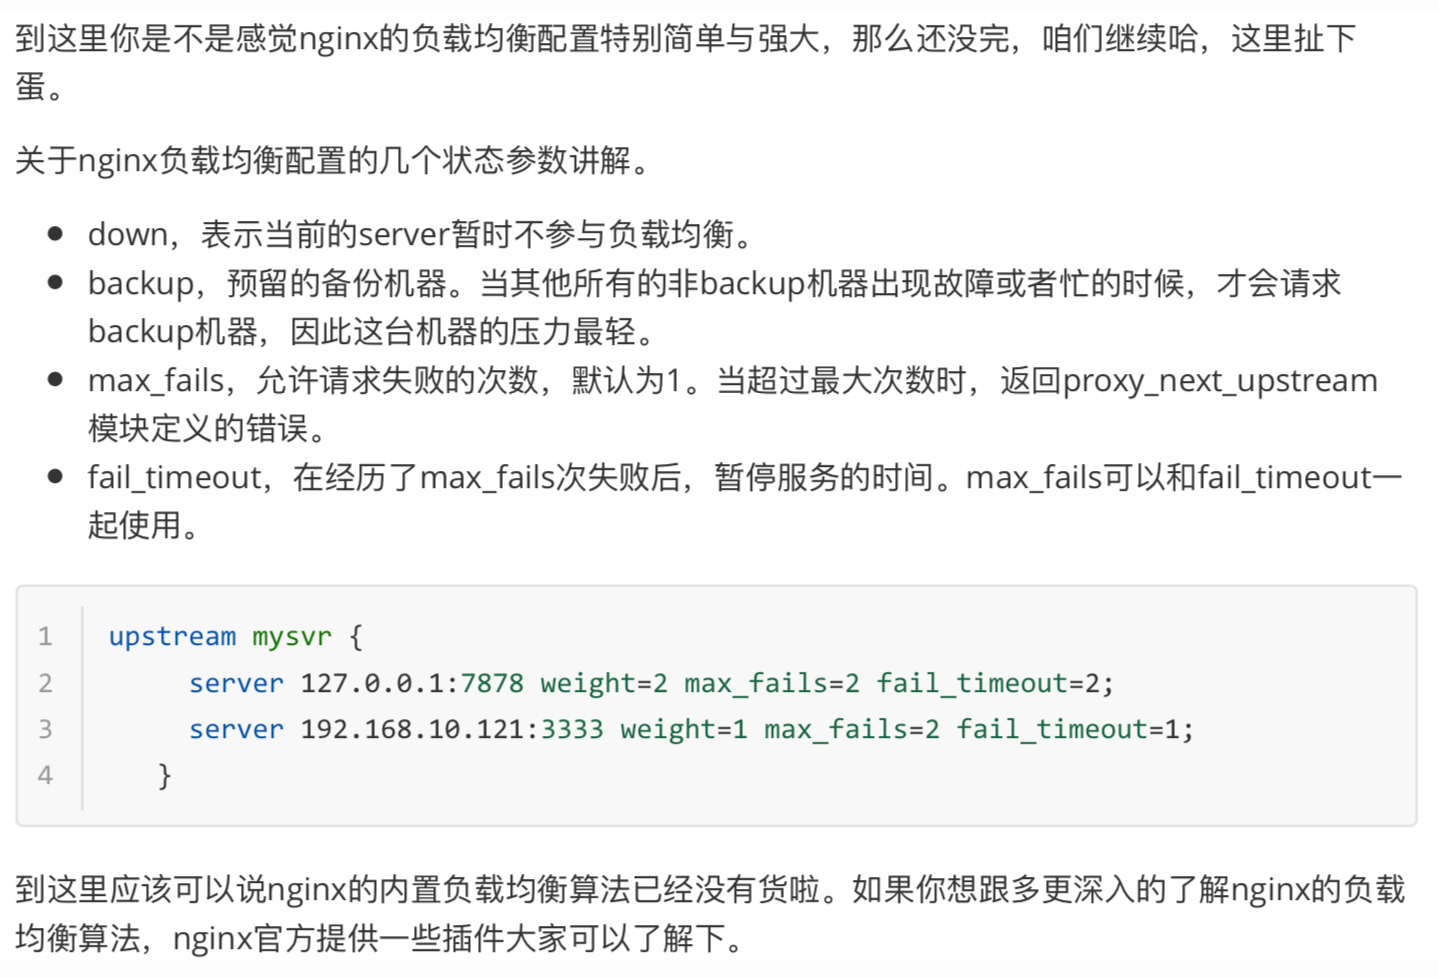 到这里你是不是感觉nginx的负载均衡配置特别简单与强大，那么还没完，咱们继续哈，这里扯下
蛋。
关于nginx负载均衡配置的几个状态参数讲解。
● down，表示当前的server暂时不参与负载均衡。
● backup，预留的备份机器。当其他所有的非backup机器出现故障或者忙的时候，才会请求
backup机器，因此这台机器的压力最轻。
● max_fails，允许请求失败的次数，默认为1。当超过最大次数时，返回proxy_next_upstream
模块定义的错误。
● fail_timeout，在经历了max_fails次失败后，暂停服务的时间。max_fails可以和fail_timeout一
起使用。
1 upstream mysvr {
2 server 127.0.0.1:7878 weight=2 max_fails=2 fail_timeout=2;
3 server 192.168.10.121:3333 weight=1 max_fails=2 fail_timeout=1;
4 }
到这里应该可以说nginx的内置负载均衡算法已经没有货啦。如果你想跟多更深入的了解nginx的负载
均衡算法，nginx官方提供一些插件大家可以了解下。